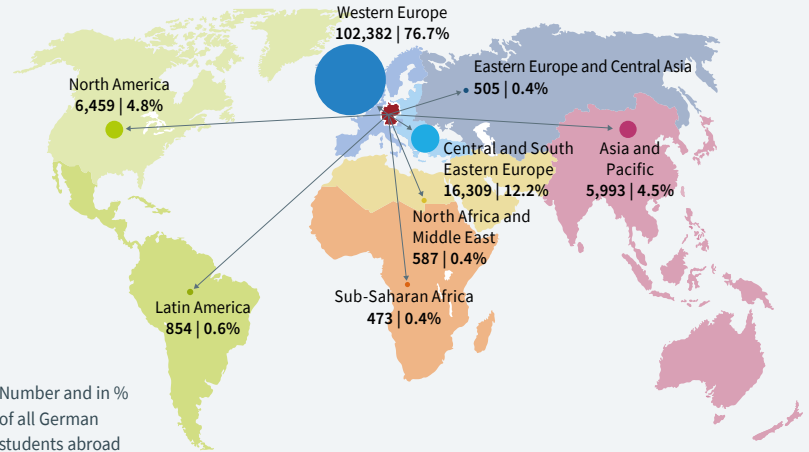 Western Europe
102,382 | 76.7%
North America
6,459 | 4.8%
Eastern Europe and Central Asia
505 | 0.4%
Central and South
Eastern Europe
16,309 | 12.2%
Asia and
Pacific
5,993 | 4.5%
North Africa and
Middle East
587 | 0.4%
Sub-Saharan Africa
473 | 0.4%
Latin America
854 | 0.6%
Number and in %
of all German
students abroad